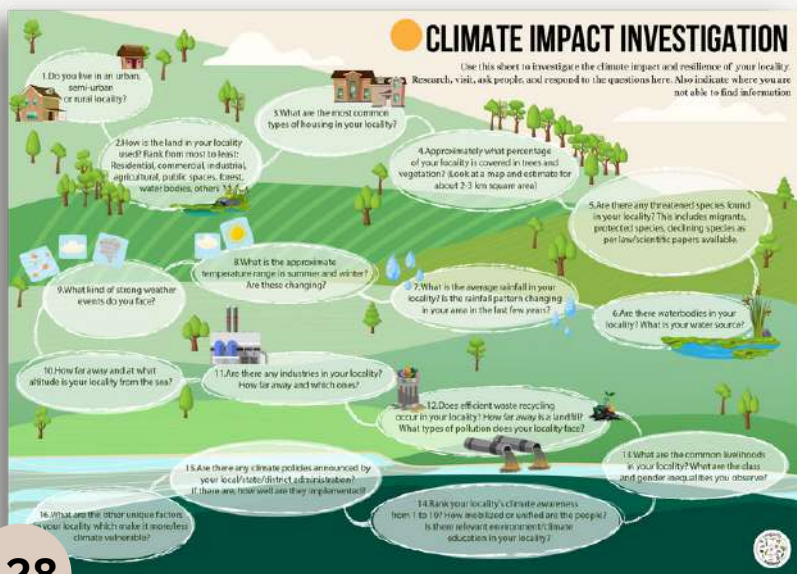 CLIMATE IMPACT INVESTIGATION
Use this sheet to investigate the climate impact and resilience of your locality.
Research, visit, ask people, and respond to the questions here. Also indicate where you are
not able to find information
1.Do you live in an urban,
semi-urban
or rural locality?
2.How is the land in your locality
used? Rank from most to least:
Residential, commercial, industrial,
agricultural, public spaces, forest,
water bodies, others
3.What are the most common
types of housing in your locality?
4.Approximately what percentage
of your locality is covered in trees and
vegetation? (Look at a map and estimate for
about 2-3 km square area)
5.Are there any threatened species found
in your locality? This includes migrants,
protected species, declining species as
per law/scientific papers available.
6.Are there waterbodies in your
locality? What is your water source?
7.What is the average rainfall in your
locality? Is the rainfall pattern changing
in your area in the last few years?
8.What is the approximate
temperature range in summer and winter?
Are these changing?
9.What kind of strong weather
events do you face?
10.How far away and at what
altitude is your locality from the sea?
11.Are there any industries in your locality?
How far away and which ones?
12.Does efficient waste recycling
occur in your locality? How far away is a landfill?
What types of pollution does your locality face?
13.What are the common livelihoods
in your locality? What are the class
and gender inequalities you observe?
14.Rank your locality's climate awareness
from 1 to 10? How mobilized or unified are the people?
Is there relevant environment/climate
education in your locality?
15.Are there any climate policies announced by
your local/state/district administration?
If there are, how well are they implemented?
16.What are the other unique factors
your locality which make it more/less
climate vulnerable?
28